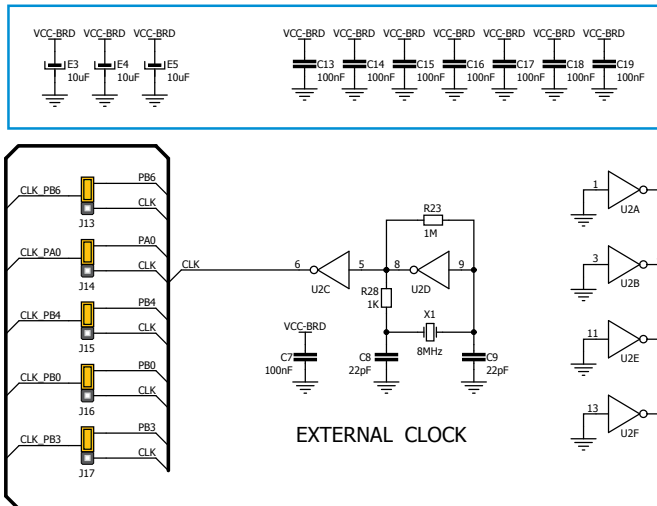 VCC-BRD VCC-BRD VCC-BRD VCC-BRD VCC-BRD VCC-BRD VCC-BRD VCC-BRD VCC-BRD VCC-BRD
E3 E4 E5 C13 C14 C15 C16 C17 C18 C19
10uF 10uF 10uF 100nF 100nF 100nF 100nF 100nF 100nF 100nF
CLK_PB6 PB6
CLK
J13
CLK_PA0 PA0
CLK
J14
CLK_PB4 PB4
CLK
J15
CLK_PB0 PB0
CLK
J16
CLK_PB3 PB3
CLK
J17
CLK
6 5
U2C
8 9
U2D
R23
1M
R28
1K
X1
8MHz
VCC-BRD
C7
100nF
C8
22pF
C9
22pF
EXTERNAL CLOCK
1
U2A
3
U2B
11
U2E
13
U2F